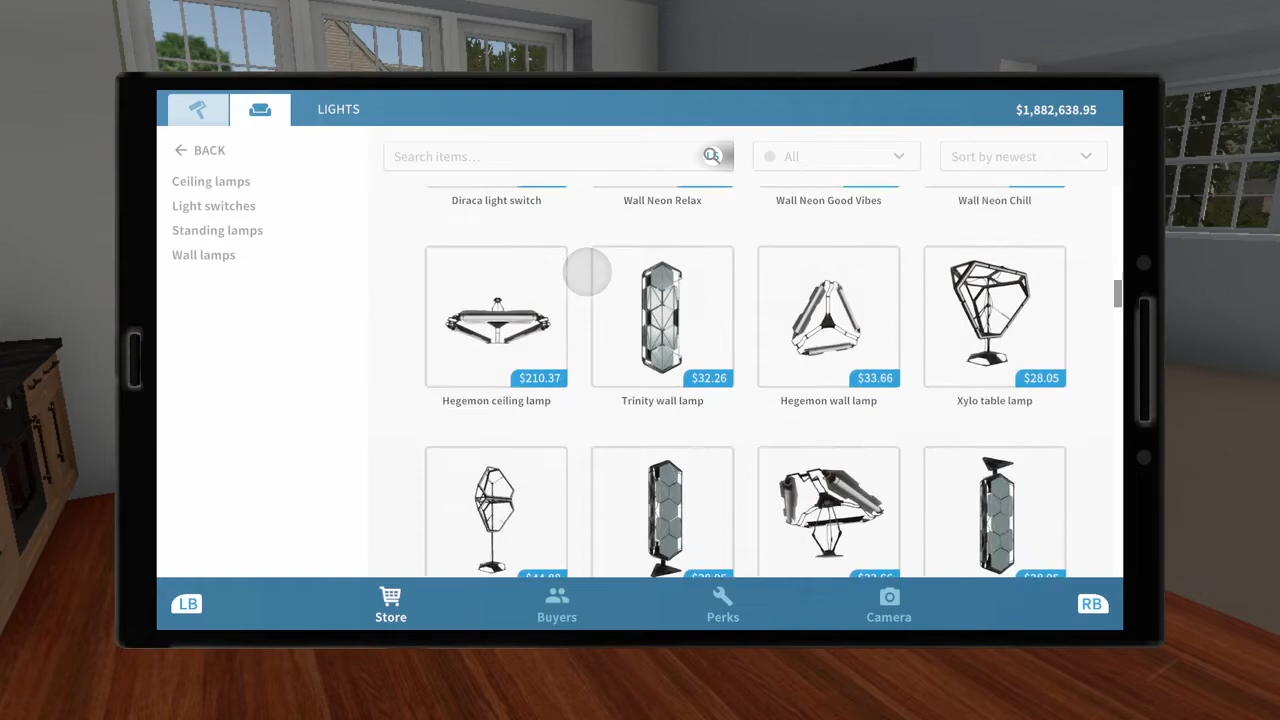 LIGHTS
$1,882,638.95
BACK
Ceiling lamps
Light switches
Standing lamps
Wall lamps
Search items...
All
Sort by newest
Diraca light switch
Wall Neon Relax
Wall Neon Good Vibes
Wall Neon Chill
$210.37
$32.26
$33.66
$28.05
Hegemon ceiling lamp
Trinity wall lamp
Hegemon wall lamp
Xylo table lamp
LB
Store
Buyers
Perks
Camera
RB